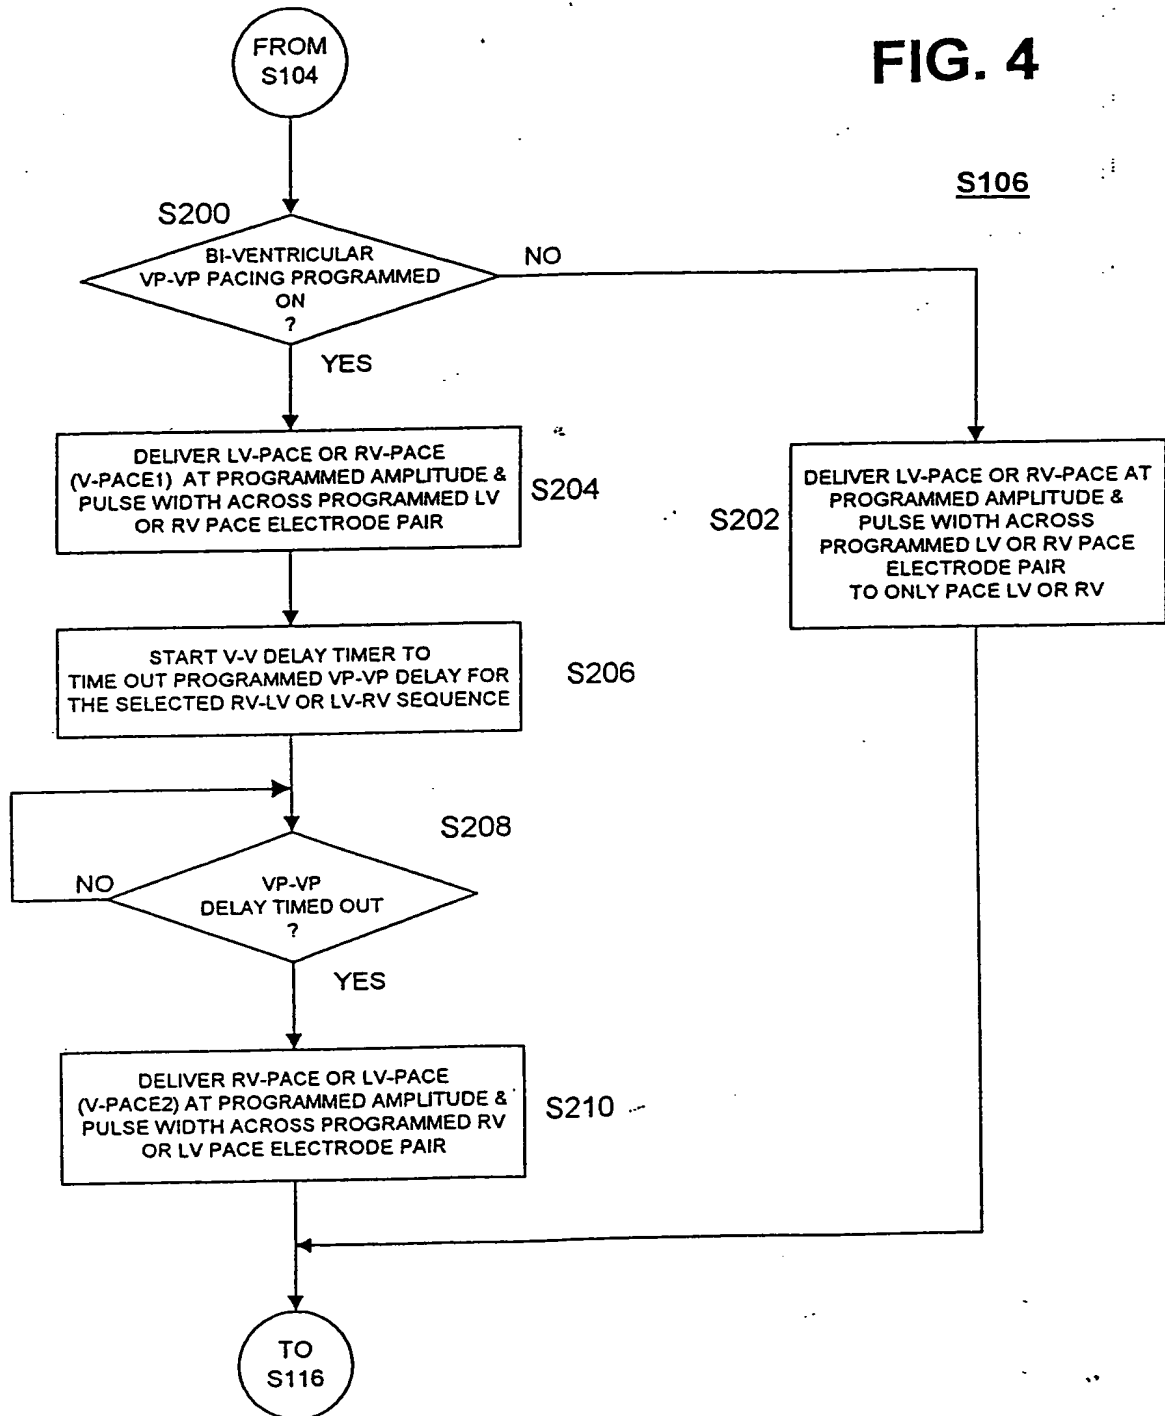 FROM
S104
FIG. 4
S106
S200
BI-VENTRICULAR
VP-VP PACING PROGRAMMED
ON
?
NO
YES
DELIVER LV-PACE OR RV-PACE
(V-PACE1) AT PROGRAMMED AMPLITUDE &
PULSE WIDTH ACROSS PROGRAMMED LV
OR RV PACE ELECTRODE PAIR
S204
S202
DELIVER LV-PACE OR RV-PACE AT
PROGRAMMED AMPLITUDE &
PULSE WIDTH ACROSS
PROGRAMMED LV OR RV PACE
ELECTRODE PAIR
TO ONLY PACE LV OR RV
START V-V DELAY TIMER TO
TIME OUT PROGRAMMED VP-VP DELAY FOR
THE SELECTED RV-LV OR LV-RV SEQUENCE
S206
S208
NO
VP-VP
DELAY TIMED OUT
?
YES
DELIVER RV-PACE OR LV-PACE
(V-PACE2) AT PROGRAMMED AMPLITUDE &
PULSE WIDTH ACROSS PROGRAMMED RV
OR LV PACE ELECTRODE PAIR
S210
TO
S116